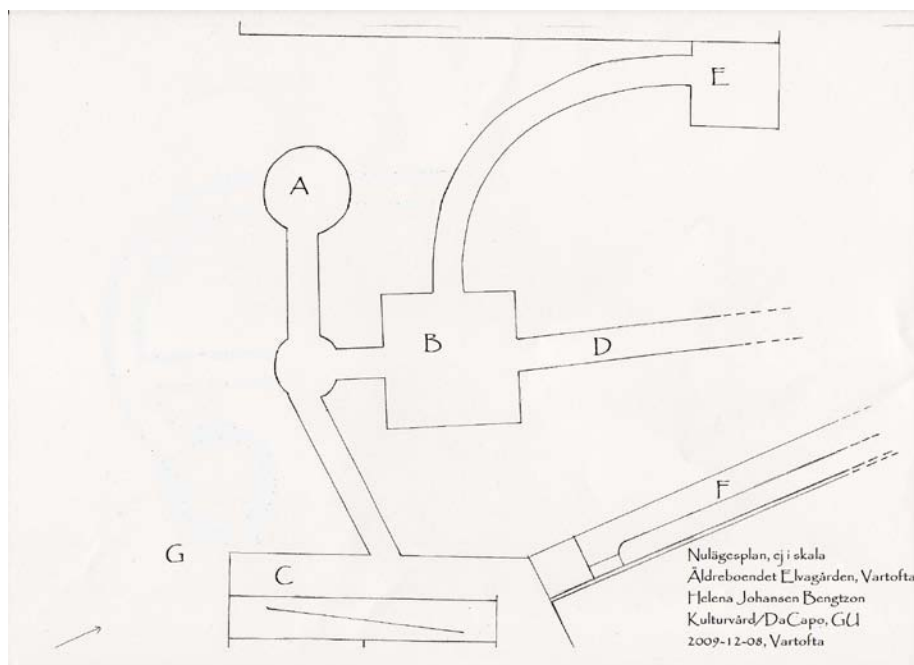 E
A
B
D
F
G
C
Nulägesplan, ej i skala
Äldreboendet Elvagården, Vartofta
Helena Johansen Bengtzon
Kulturvård/DaCapo, GU
2009-12-08, Vartofta